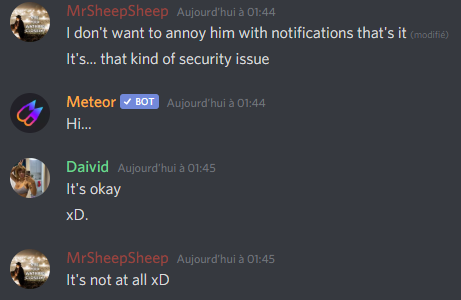 MrSheepSheep Aujourd'hui à 01:44
I don't want to annoy him with notifications that's it (modifié)
It's... that kind of security issue
Meteor ✓ BOT Aujourd'hui à 01:44
Hi...
Daivid Aujourd'hui à 01:45
It's okay
xD.
MrSheepSheep Aujourd'hui à 01:45
It's not at all xD